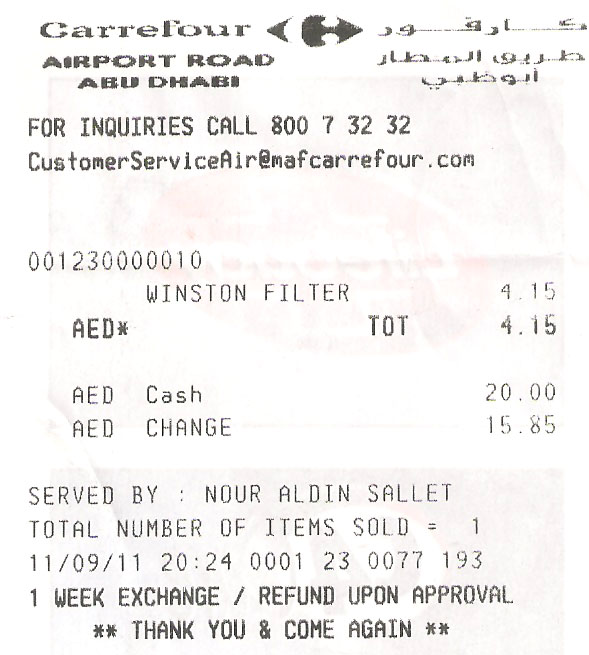 Carrefour كارفور
AIRPORT ROAD طريق المطار
ABU DHABI أبوظبي
FOR INQUIRIES CALL 800 7 32 32
CustomerServiceAir@mafcarrefour.com
001230000010
WINSTON FILTER 4.15
AED* TOT 4.15
AED Cash 20.00
AED CHANGE 15.85
SERVED BY : NOUR ALDIN SALLET
TOTAL NUMBER OF ITEMS SOLD = 1
11/09/11 20:24 0001 23 0077 193
1 WEEK EXCHANGE / REFUND UPON APPROVAL
** THANK YOU & COME AGAIN **